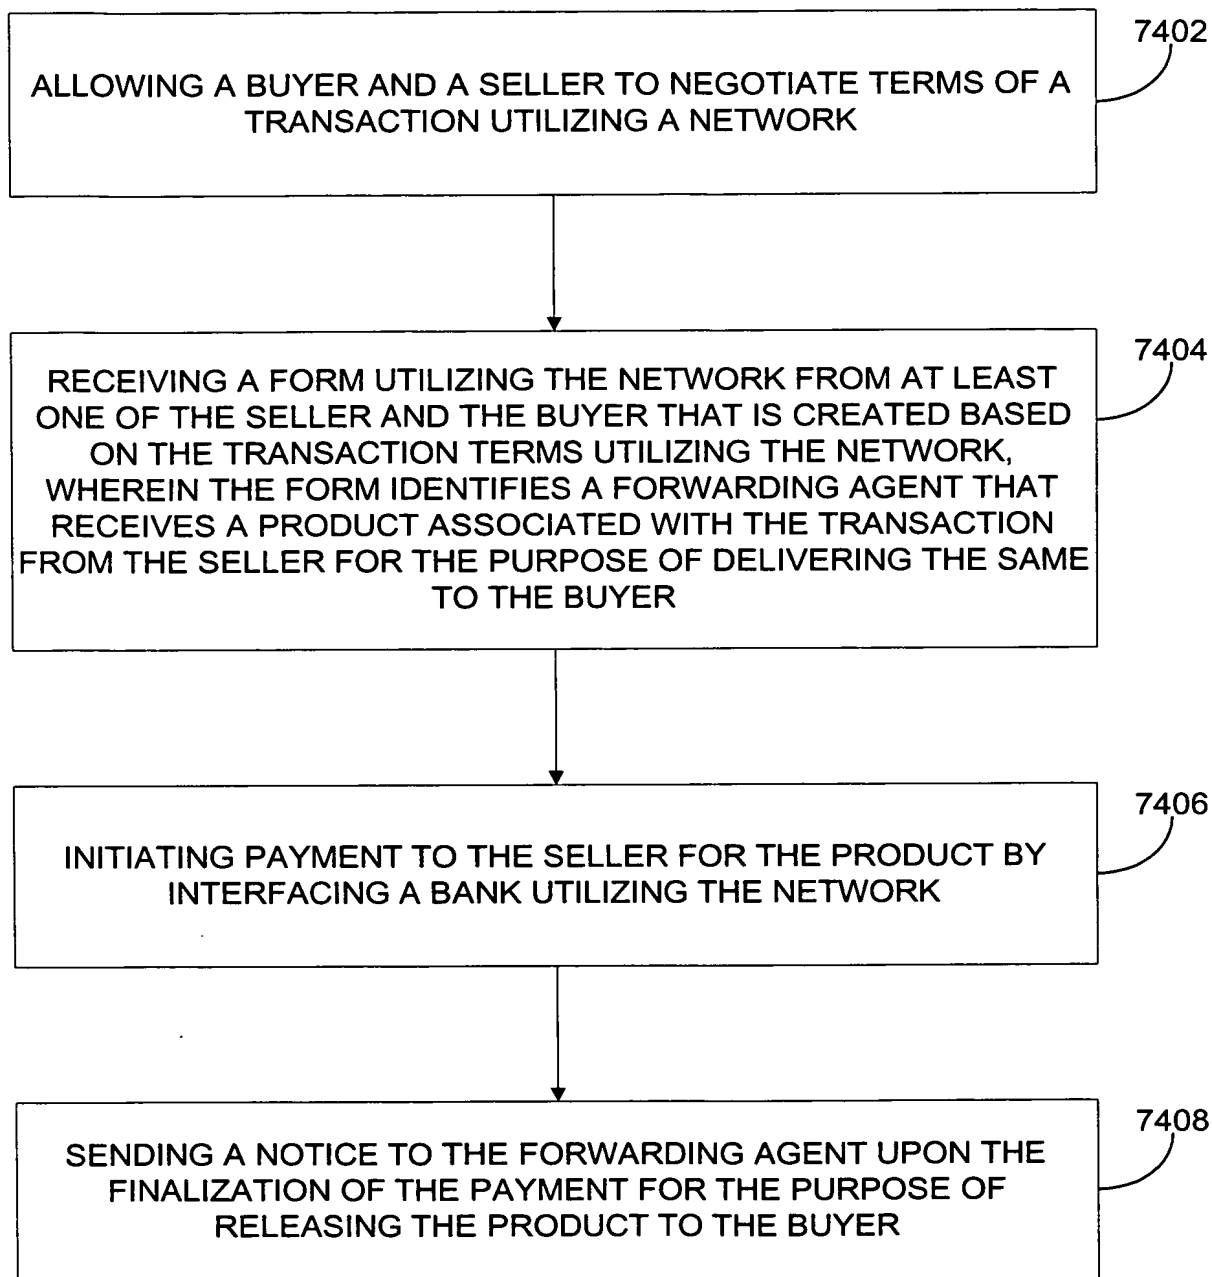 7402
ALLOWING A BUYER AND A SELLER TO NEGOTIATE TERMS OF A
TRANSACTION UTILIZING A NETWORK
7404
RECEIVING A FORM UTILIZING THE NETWORK FROM AT LEAST
ONE OF THE SELLER AND THE BUYER THAT IS CREATED BASED
ON THE TRANSACTION TERMS UTILIZING THE NETWORK,
WHEREIN THE FORM IDENTIFIES A FORWARDING AGENT THAT
RECEIVES A PRODUCT ASSOCIATED WITH THE TRANSACTION
FROM THE SELLER FOR THE PURPOSE OF DELIVERING THE SAME
TO THE BUYER
7406
INITIATING PAYMENT TO THE SELLER FOR THE PRODUCT BY
INTERFACING A BANK UTILIZING THE NETWORK
7408
SENDING A NOTICE TO THE FORWARDING AGENT UPON THE
FINALIZATION OF THE PAYMENT FOR THE PURPOSE OF
RELEASING THE PRODUCT TO THE BUYER